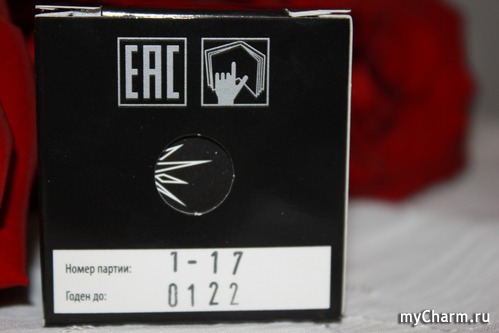 EAC
Номер партии: 1-17
Годен до: 0122
myCharm.ru